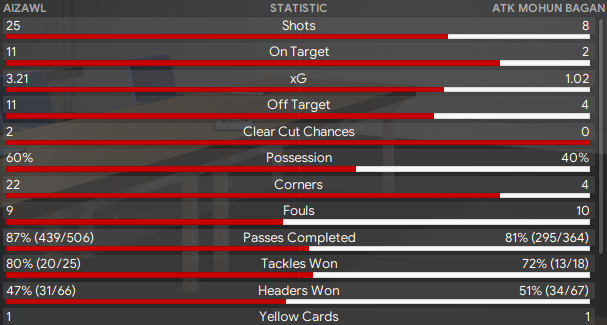 AIZAWL STATISTIC ATK MOHUN BAGAN
25 Shots 8
11 On Target 2
3.21 xG 1.02
11 Off Target 4
2 Clear Cut Chances 0
60% Possession 40%
22 Corners 4
9 Fouls 10
87% (439/506) Passes Completed 81% (295/364)
80% (20/25) Tackles Won 72% (13/18)
47% (31/66) Headers Won 51% (34/67)
1 Yellow Cards 1